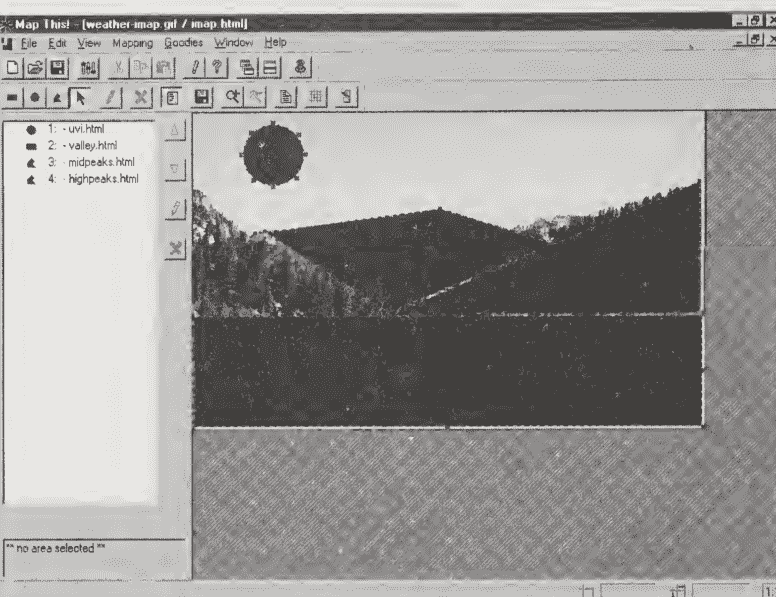 Map This! - [weather-imap.gif / imap.html]
File Edit View Mapping Goodies Window Help
1: - uvi.html
2: - valley.html
3: - midpeaks.html
4: - highpeaks.html
** no area selected **